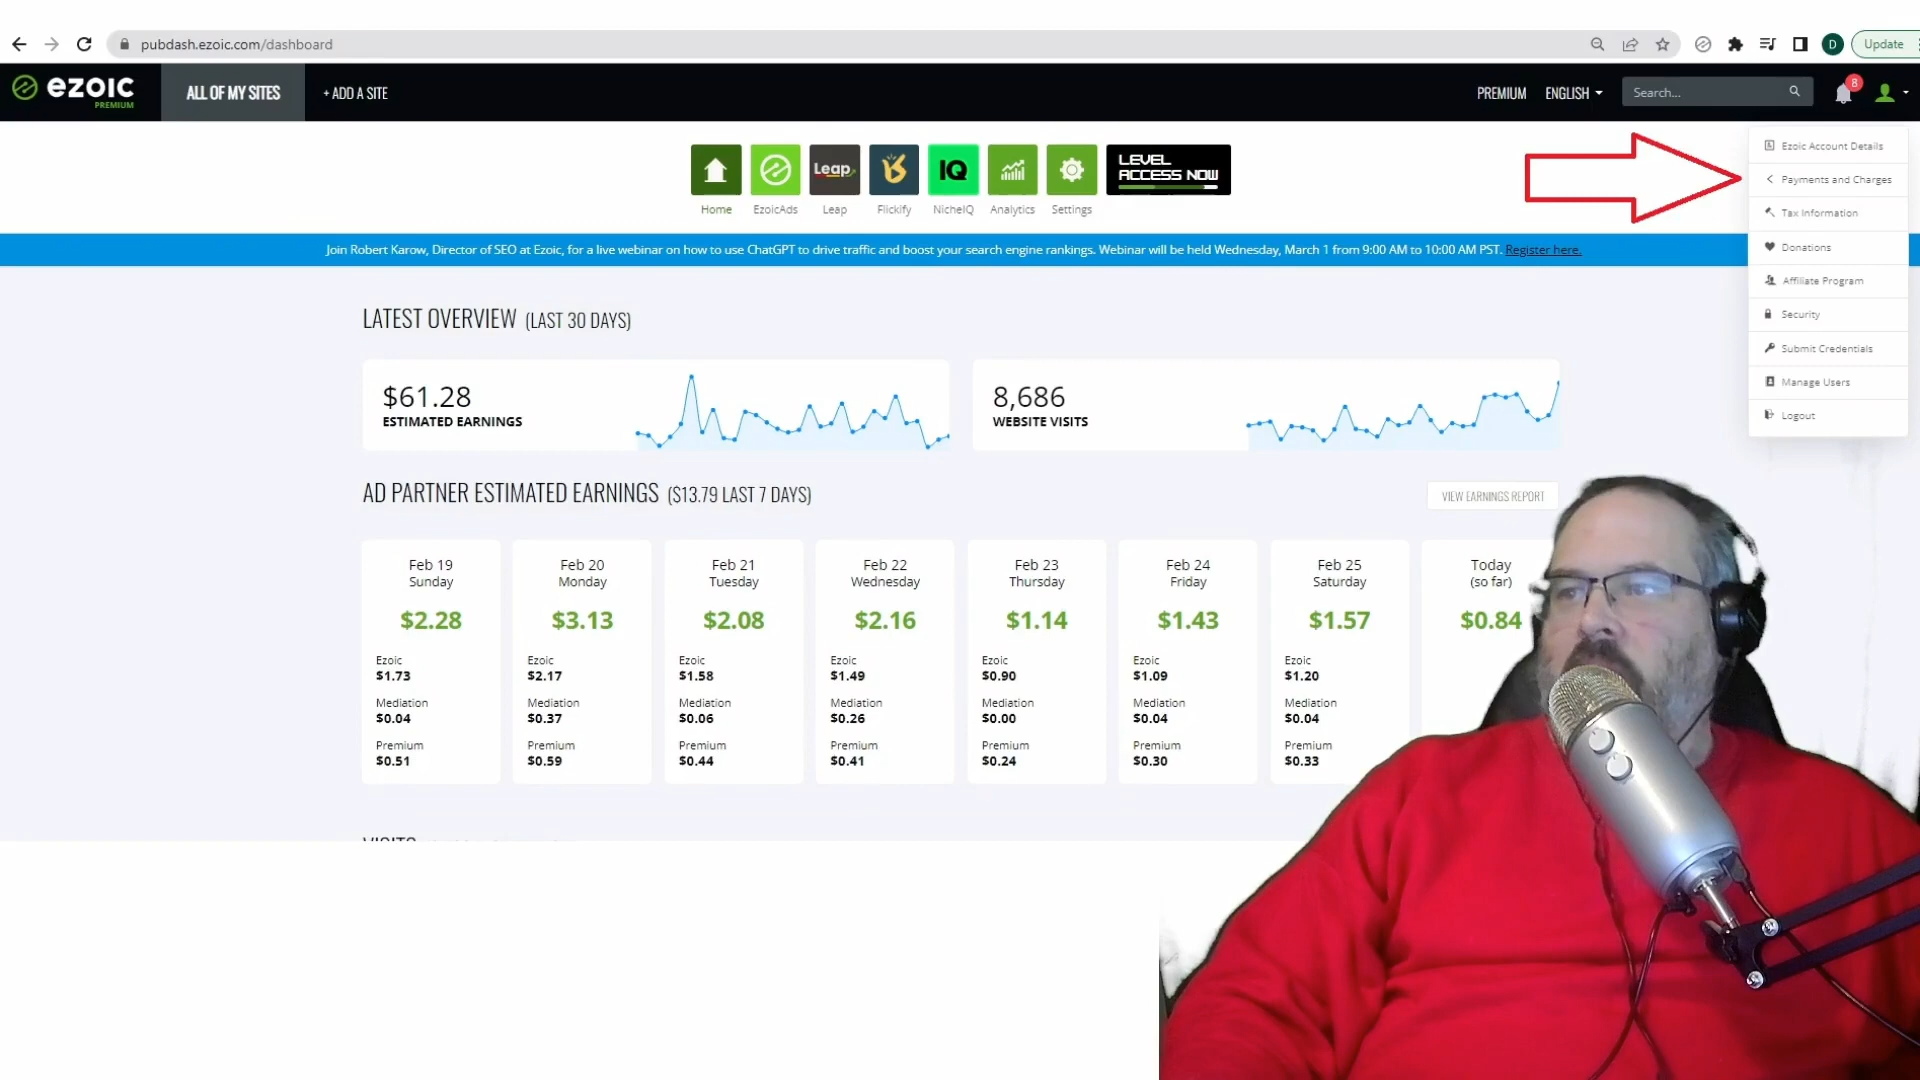 pubdash.ezoic.com/dashboard
D
Update
ezoic
PREMIUM
ALL OF MY SITES
+ ADD A SITE
PREMIUM
ENGLISH
Search...
8
Home
EzoicAds
Leap
Leap
Flickify
IQ
NicheIQ
Analytics
Settings
LEVEL
ACCESS NOW
Ezoic Account Details
Payments and Charges
Tax Information
Donations
Affiliate Program
Security
Submit Credentials
Manage Users
Logout
Join Robert Karow, Director of SEO at Ezoic, for a live webinar on how to use ChatGPT to drive traffic and boost your search engine rankings. Webinar will be held Wednesday, March 1 from 9:00 AM to 10:00 AM PST. Register here.
LATEST OVERVIEW (LAST 30 DAYS)
$61.28
ESTIMATED EARNINGS
8,686
WEBSITE VISITS
AD PARTNER ESTIMATED EARNINGS ($13.79 LAST 7 DAYS)
VIEW EARNINGS REPORT
Feb 19
Sunday
$2.28
Ezoic
$1.73
Mediation
$0.04
Premium
$0.51
Feb 20
Monday
$3.13
Ezoic
$2.17
Mediation
$0.37
Premium
$0.59
Feb 21
Tuesday
$2.08
Ezoic
$1.58
Mediation
$0.06
Premium
$0.44
Feb 22
Wednesday
$2.16
Ezoic
$1.49
Mediation
$0.26
Premium
$0.41
Feb 23
Thursday
$1.14
Ezoic
$0.90
Mediation
$0.00
Premium
$0.24
Feb 24
Friday
$1.43
Ezoic
$1.09
Mediation
$0.04
Premium
$0.30
Feb 25
Saturday
$1.57
Ezoic
$1.20
Mediation
$0.04
Premium
$0.33
Today
(so far)
$0.84